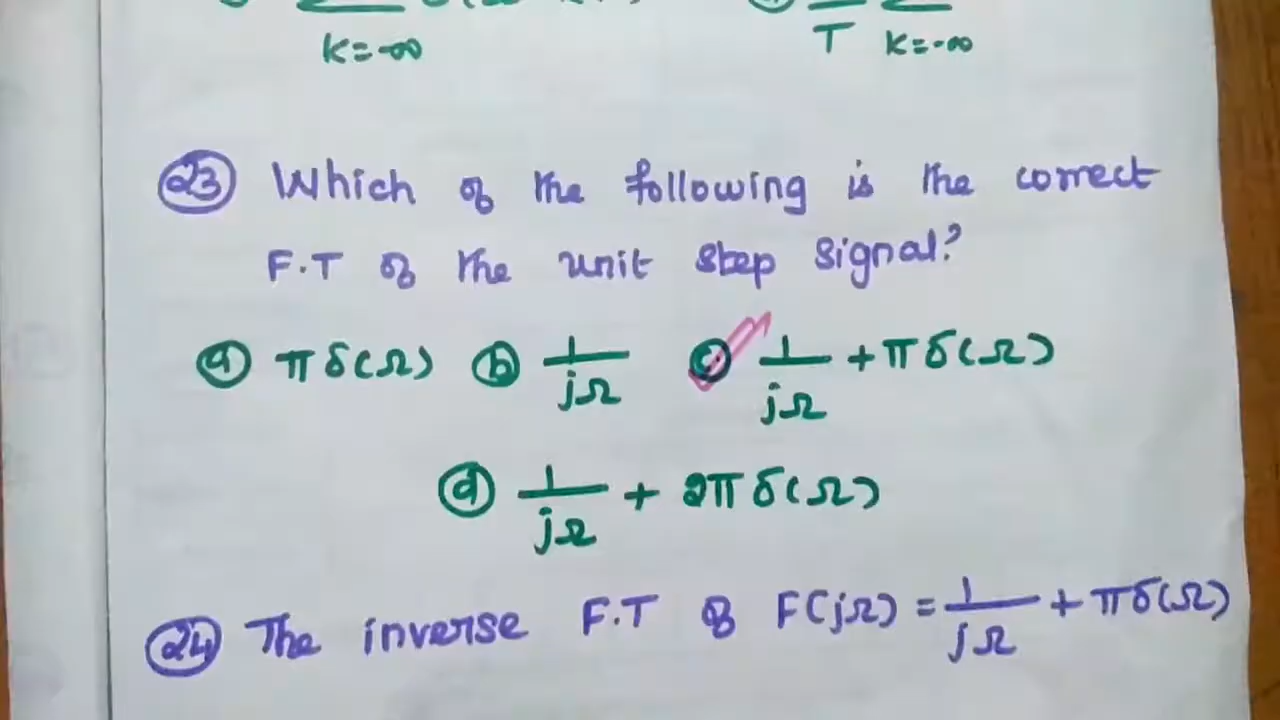 K=-∞ T K=-∞
23 Which of the following is the correct
F.T of the unit step signal?
a πδ(Ω) b 1/jΩ c 1/jΩ + πδ(Ω)
d 1/jΩ + 2πδ(Ω)
24 The inverse F.T of F(jΩ) = 1/jΩ + πδ(Ω)